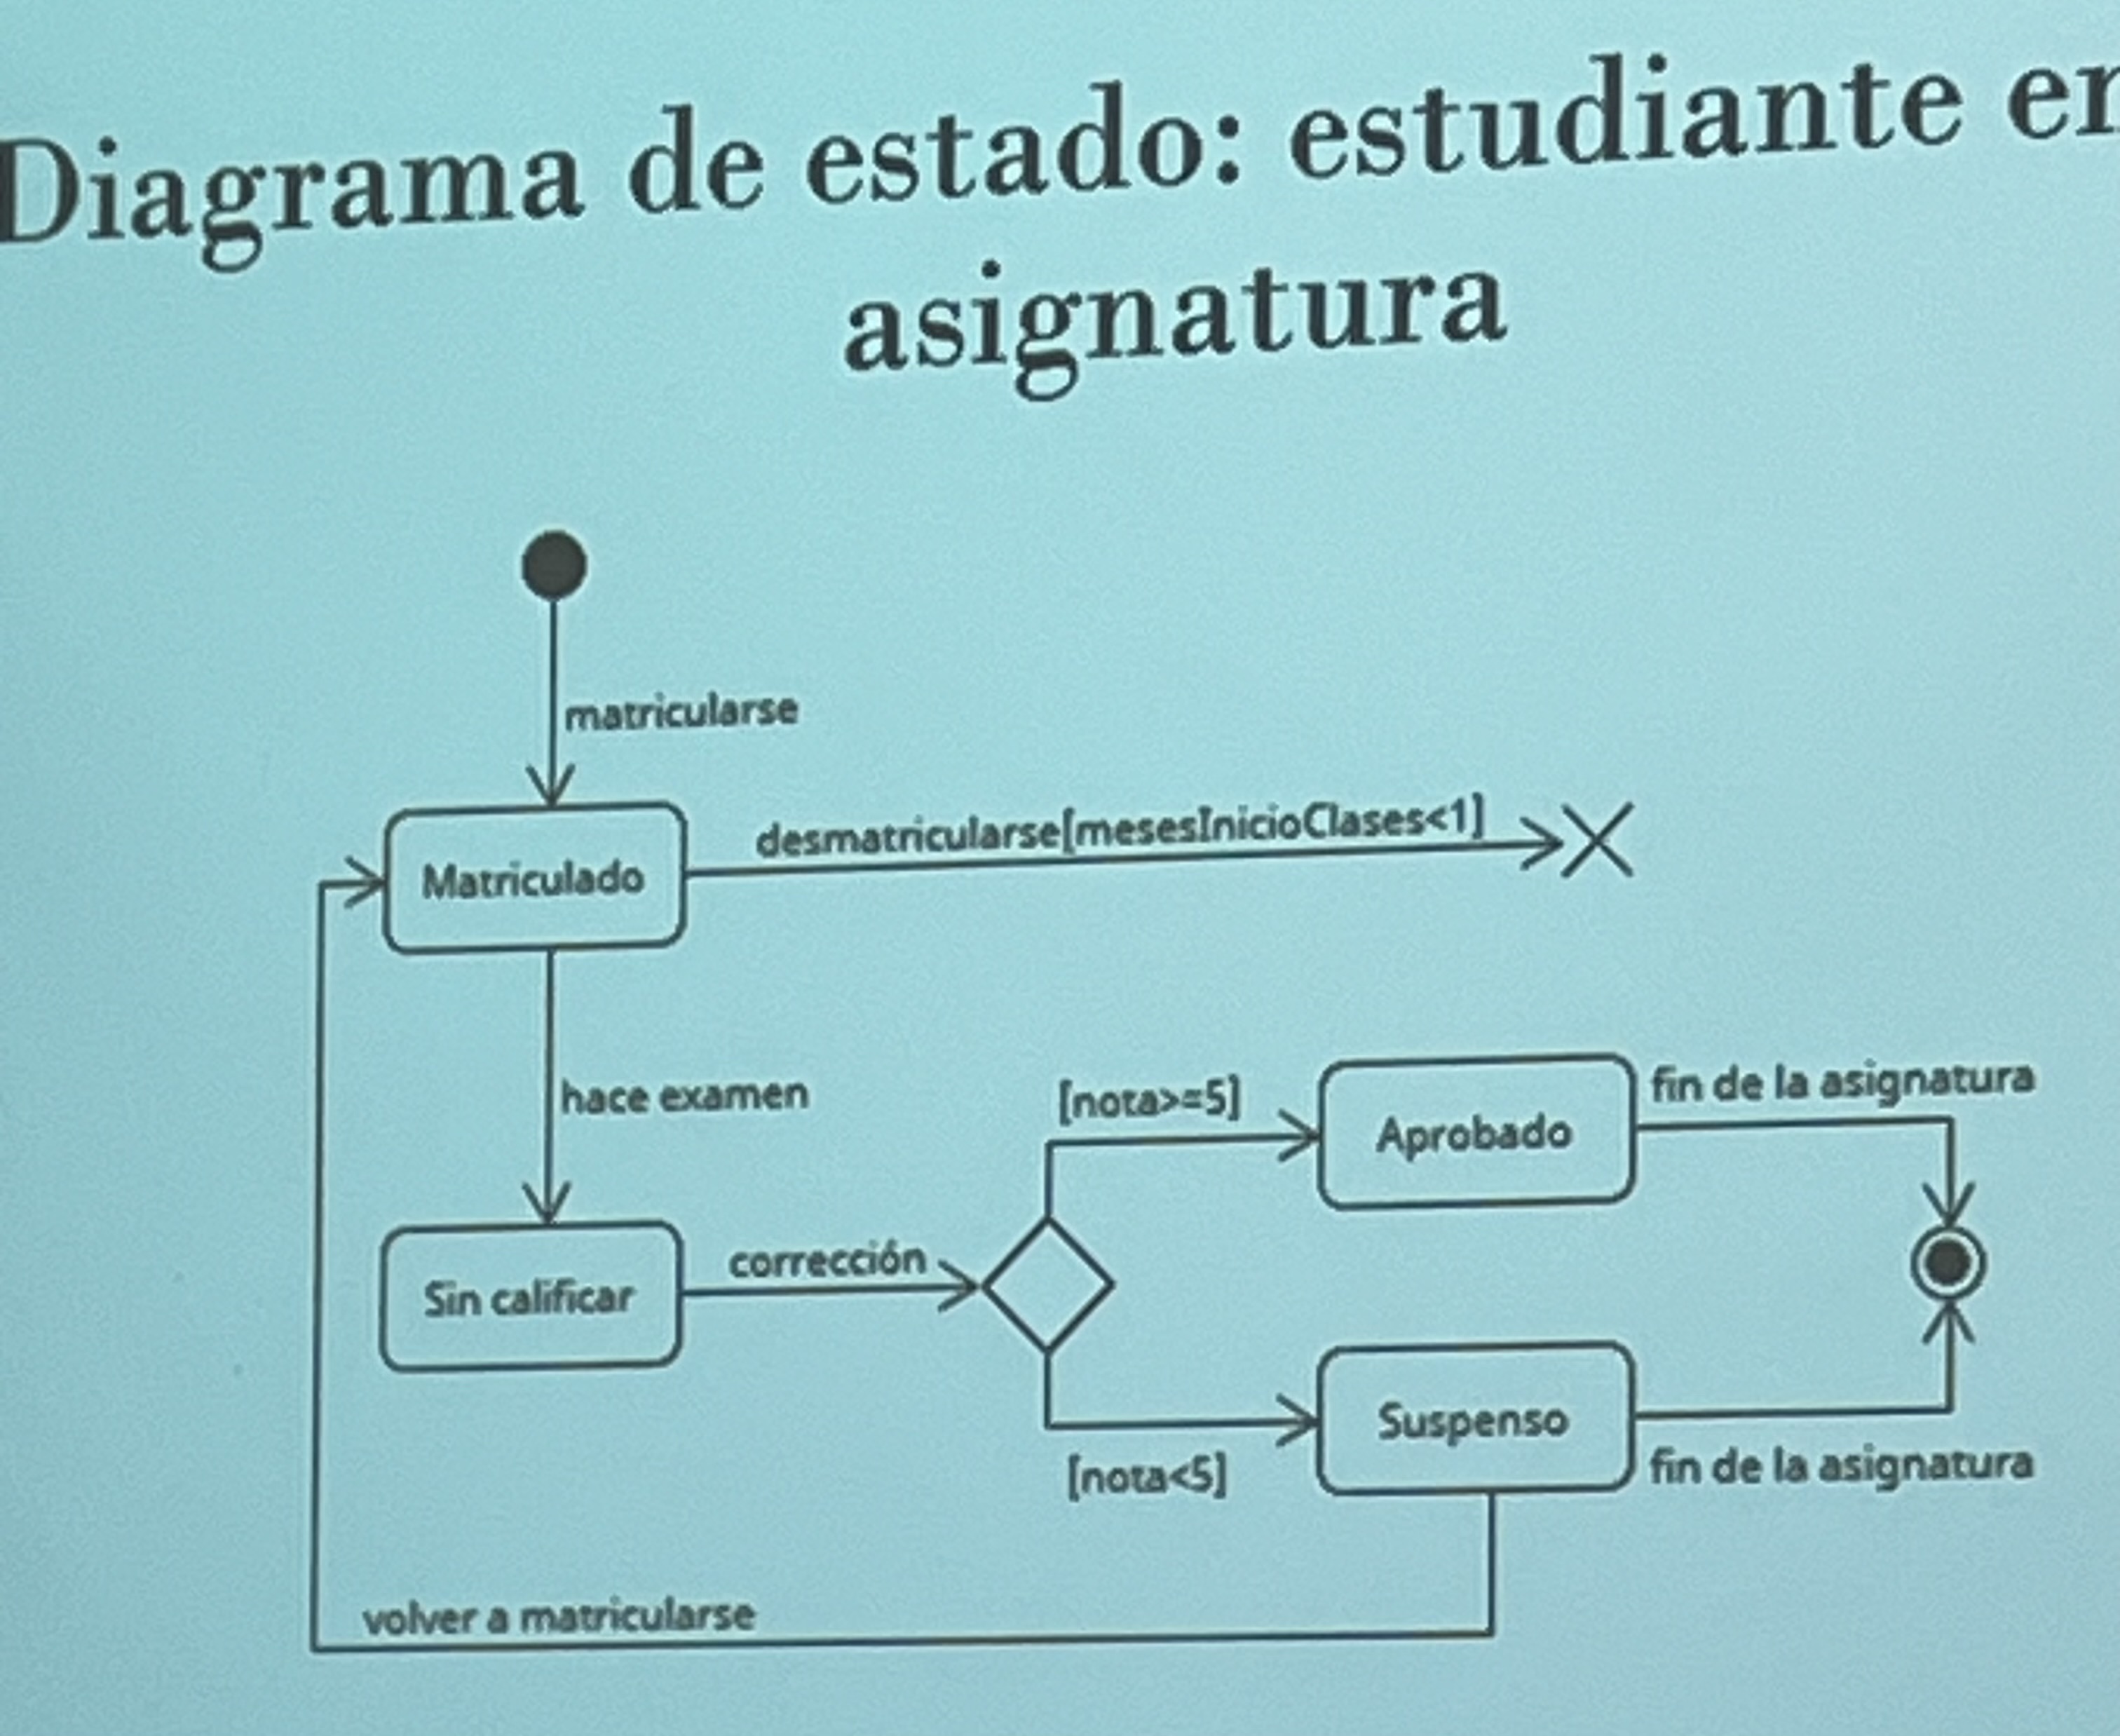 Diagrama de estado: estudiante en
asignatura
matricularse
desmatricularse[mesesInicioClases<1]
Matriculado
hace examen
[nota>=5]
Aprobado
fin de la asignatura
Sin calificar
corrección
[nota<5]
Suspenso
fin de la asignatura
volver a matricularse